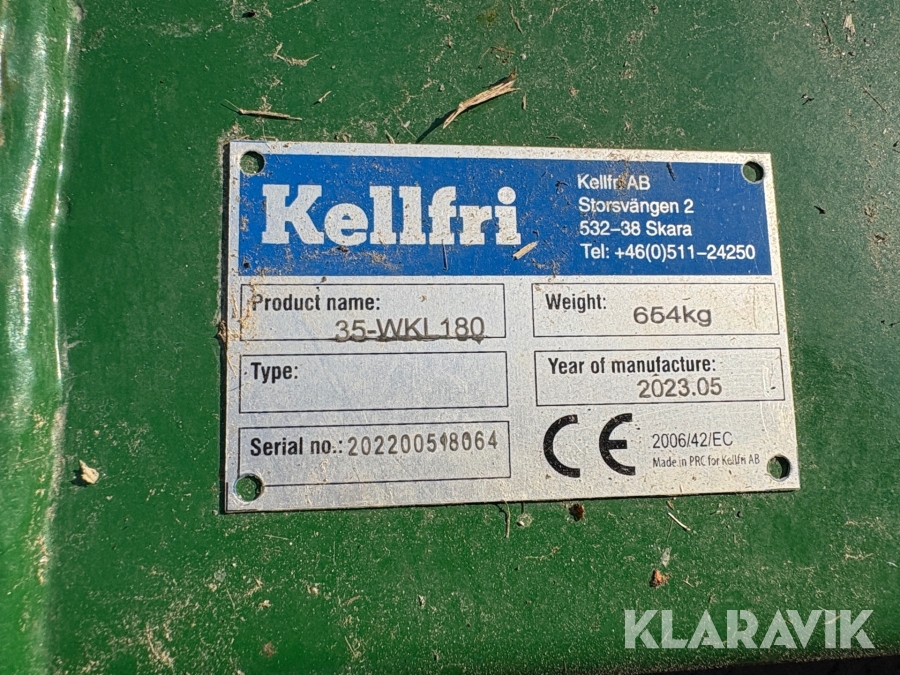 Kellfri
Kellfri AB
Storsvängen 2
532-38 Skara
Tel: +46(0)511-24250
Product name: 35-WKL180
Weight: 654kg
Type:
Year of manufacture: 2023.05
Serial no.: 202200518064
CE 2006/42/EC
Made in PRC for Kellfri AB
KLARAVIK